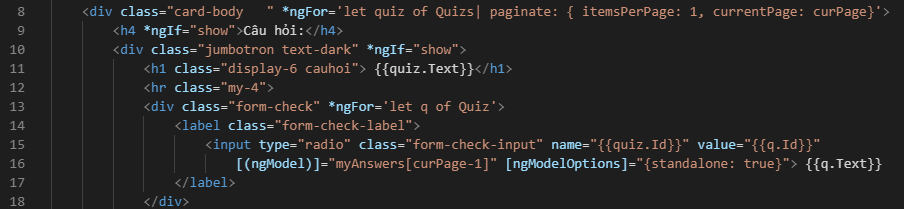 8 <div class="card-body   " *ngFor='let quiz of Quizs| paginate: { itemsPerPage: 1, currentPage: curPage}'>
9 <h4 *ngIf="show">Câu hỏi:</h4>
10 <div class="jumbotron text-dark" *ngIf="show">
11 <h1 class="display-6 cauhoi"> {{quiz.Text}}</h1>
12 <hr class="my-4">
13 <div class="form-check" *ngFor='let q of Quiz'>
14 <label class="form-check-label">
15 <input type="radio" class="form-check-input" name="{{quiz.Id}}" value="{{q.Id}}"
16 [(ngModel)]="myAnswers[curPage-1]" [ngModelOptions]="{standalone: true}"> {{q.Text}}
17 </label>
18 </div>